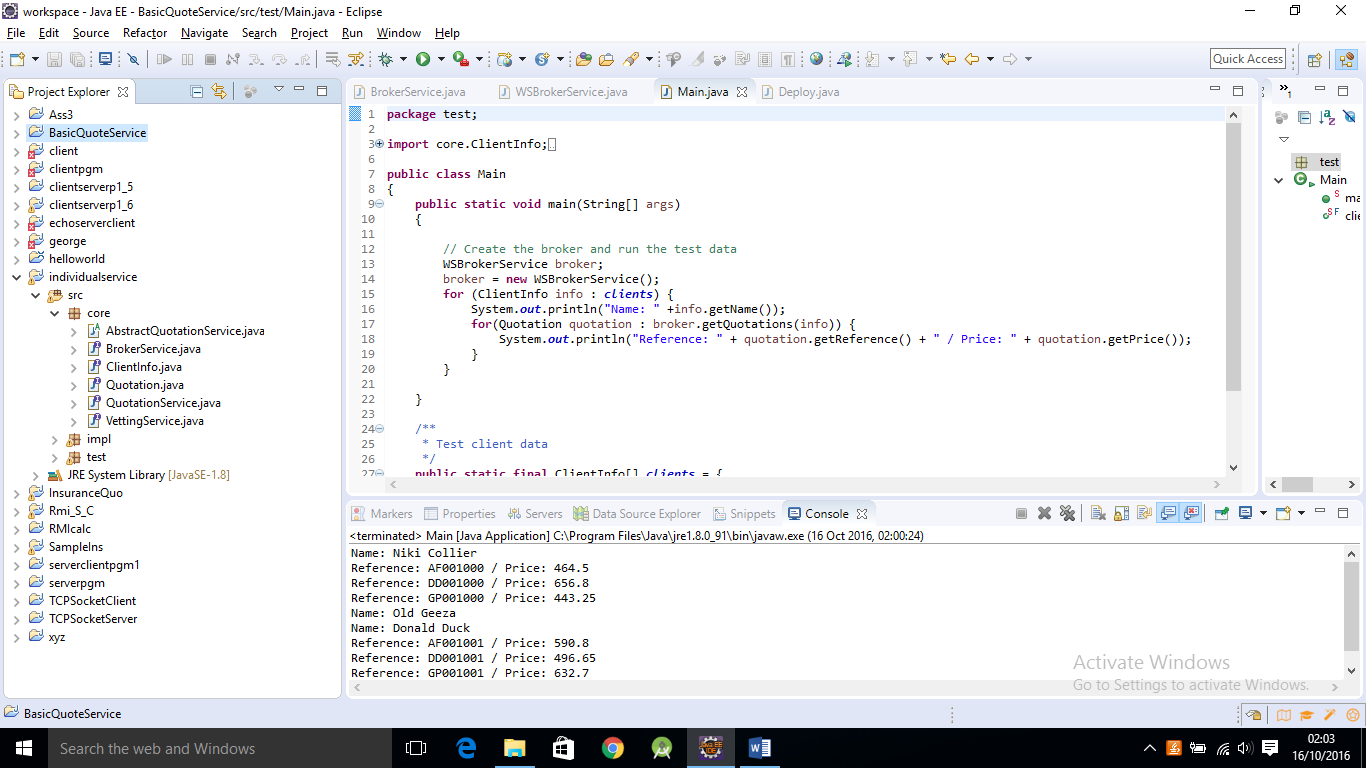 workspace - Java EE - BasicQuoteService/src/test/Main.java - Eclipse
File Edit Source Refactor Navigate Search Project Run Window Help
Quick Access
Project Explorer
Ass3
BasicQuoteService
client
clientpgm
clientserverp1_5
clientserverp1_6
echoserverclient
george
helloworld
individualservice
src
core
AbstractQuotationService.java
BrokerService.java
ClientInfo.java
Quotation.java
QuotationService.java
VettingService.java
impl
test
JRE System Library [JavaSE-1.8]
InsuranceQuo
Rmi_S_C
RMIcalc
SampleIns
serverclientpgm1
serverpgm
TCPSocketClient
TCPSocketServer
xyz
BrokerService.java WSBrokerService.java Main.java Deploy.java
1 package test;
2
3 import core.ClientInfo;
6
7 public class Main
8 {
9 public static void main(String[] args)
10 {
11
12 // Create the broker and run the test data
13 WSBrokerService broker;
14 broker = new WSBrokerService();
15 for (ClientInfo info : clients) {
16 System.out.println("Name: " +info.getName());
17 for(Quotation quotation : broker.getQuotations(info)) {
18 System.out.println("Reference: " + quotation.getReference() + " / Price: " + quotation.getPrice());
19 }
20 }
21
22 }
23
24 /**
25 * Test client data
26 */
27 public static final ClientInfo[] clients = {
»1
test
Main
S ma
S F clie
Markers Properties Servers Data Source Explorer Snippets Console
<terminated> Main [Java Application] C:\Program Files\Java\jre1.8.0_91\bin\javaw.exe (16 Oct 2016, 02:00:24)
Name: Niki Collier
Reference: AF001000 / Price: 464.5
Reference: DD001000 / Price: 656.8
Reference: GP001000 / Price: 443.25
Name: Old Geeza
Name: Donald Duck
Reference: AF001001 / Price: 590.8
Reference: DD001001 / Price: 496.65
Reference: GP001001 / Price: 632.7
Activate Windows
Go to Settings to activate Windows.
BasicQuoteService
Search the web and Windows
02:03
16/10/2016